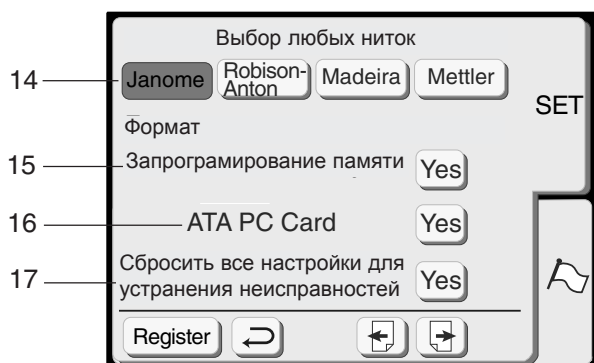 Выбор любых ниток
14 Janome Robison-Anton Madeira Mettler
SET
Формат
15 Запрограмирование памяти Yes
16 ATA PC Card Yes
17 Сбросить все настройки для
устранения неисправностей Yes
Register